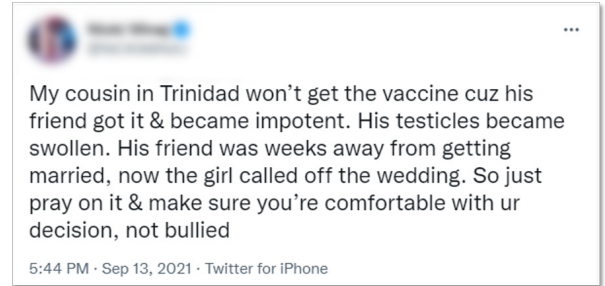 My cousin in Trinidad won’t get the vaccine cuz his
friend got it & became impotent. His testicles became
swollen. His friend was weeks away from getting
married, now the girl called off the wedding. So just
pray on it & make sure you’re comfortable with ur
decision, not bullied
5:44 PM · Sep 13, 2021 · Twitter for iPhone